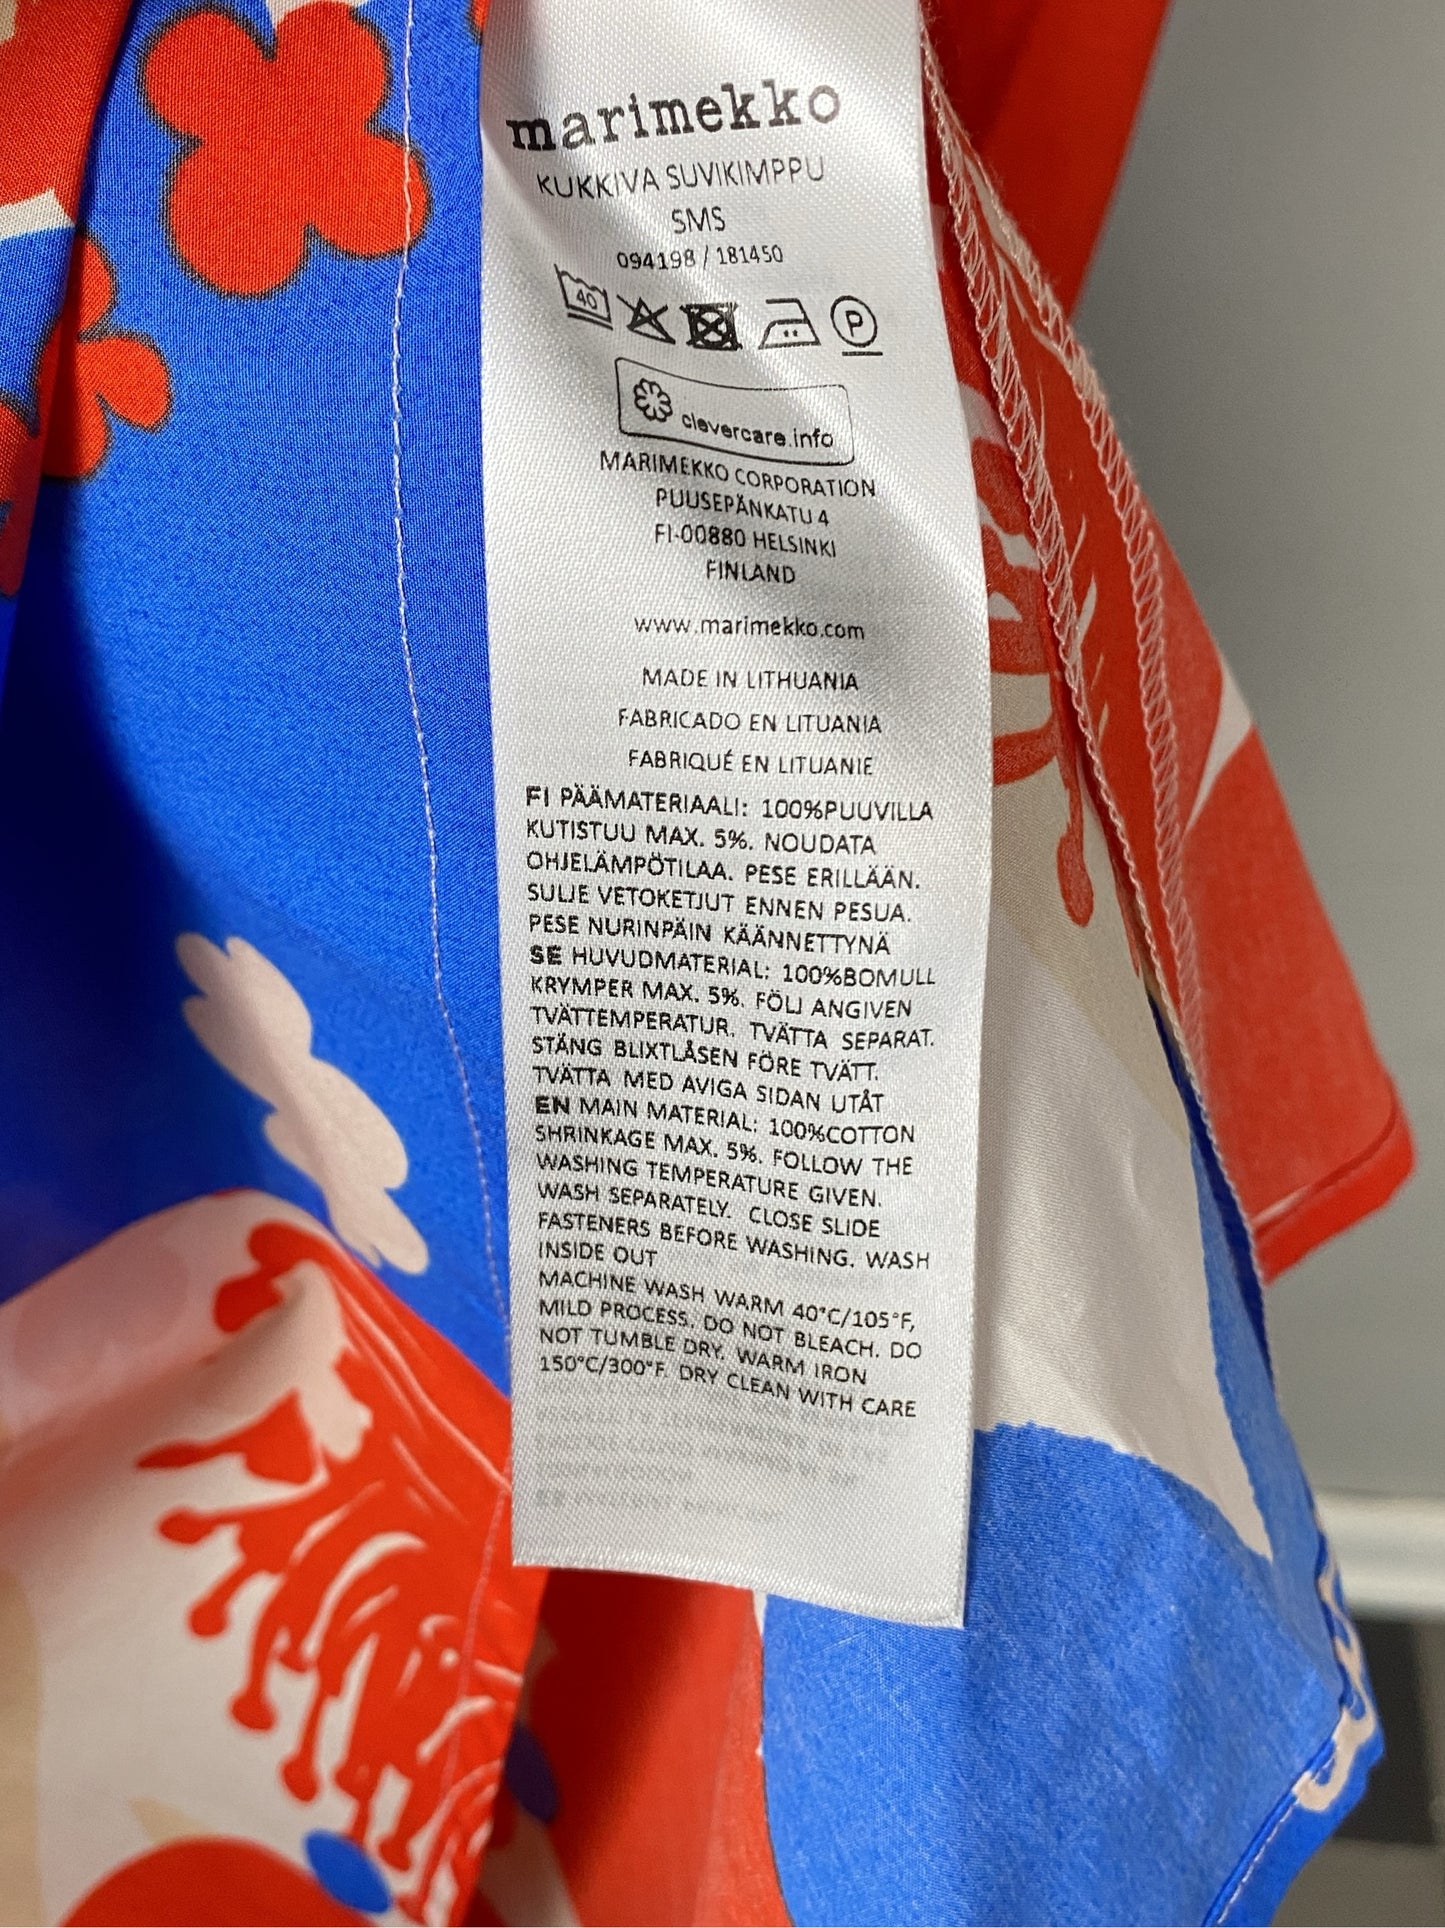 marimekko
KUKKIVA SUVIKIMPPU
SMS
094198 / 181450
40
P
clevercare.info
MARIMEKKO CORPORATION
PUUSEPÄNKATU 4
FI-00880 HELSINKI
FINLAND
www.marimekko.com
MADE IN LITHUANIA
FABRICADO EN LITUANIA
FABRIQUÉ EN LITUANIE
FI PÄÄMATERIAALI: 100%PUUVILLA
KUTISTUU MAX. 5%. NOUDATA
OHJELÄMPÖTILAA. PESE ERILLÄÄN.
SULJE VETOKETJUT ENNEN PESUA.
PESE NURINPÄIN KÄÄNNETTYNÄ
SE HUVUDMATERIAL: 100%BOMULL
KRYMPER MAX. 5%. FÖLJ ANGIVEN
TVÄTTEMPERATUR. TVÄTTA SEPARAT.
STÄNG BLIXTLÅSEN FÖRE TVÄTT.
TVÄTTA MED AVIGA SIDAN UTÅT
EN MAIN MATERIAL: 100%COTTON
SHRINKAGE MAX. 5%. FOLLOW THE
WASHING TEMPERATURE GIVEN.
WASH SEPARATELY. CLOSE SLIDE
FASTENERS BEFORE WASHING. WASH
INSIDE OUT
MACHINE WASH WARM 40°C/105°F,
MILD PROCESS. DO NOT BLEACH. DO
NOT TUMBLE DRY. WARM IRON
150°C/300°F. DRY CLEAN WITH CARE